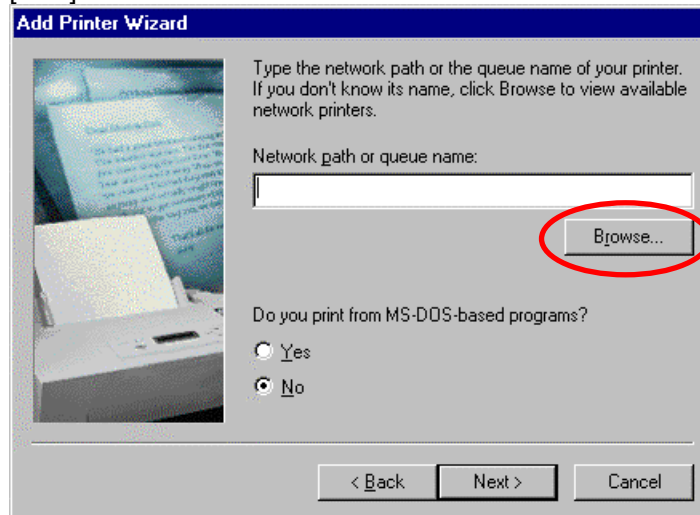 Add Printer Wizard
Type the network path or the queue name of your printer.
If you don't know its name, click Browse to view available
network printers.
Network path or queue name:
Browse...
Do you print from MS-DOS-based programs?
Yes
No
< Back Next > Cancel